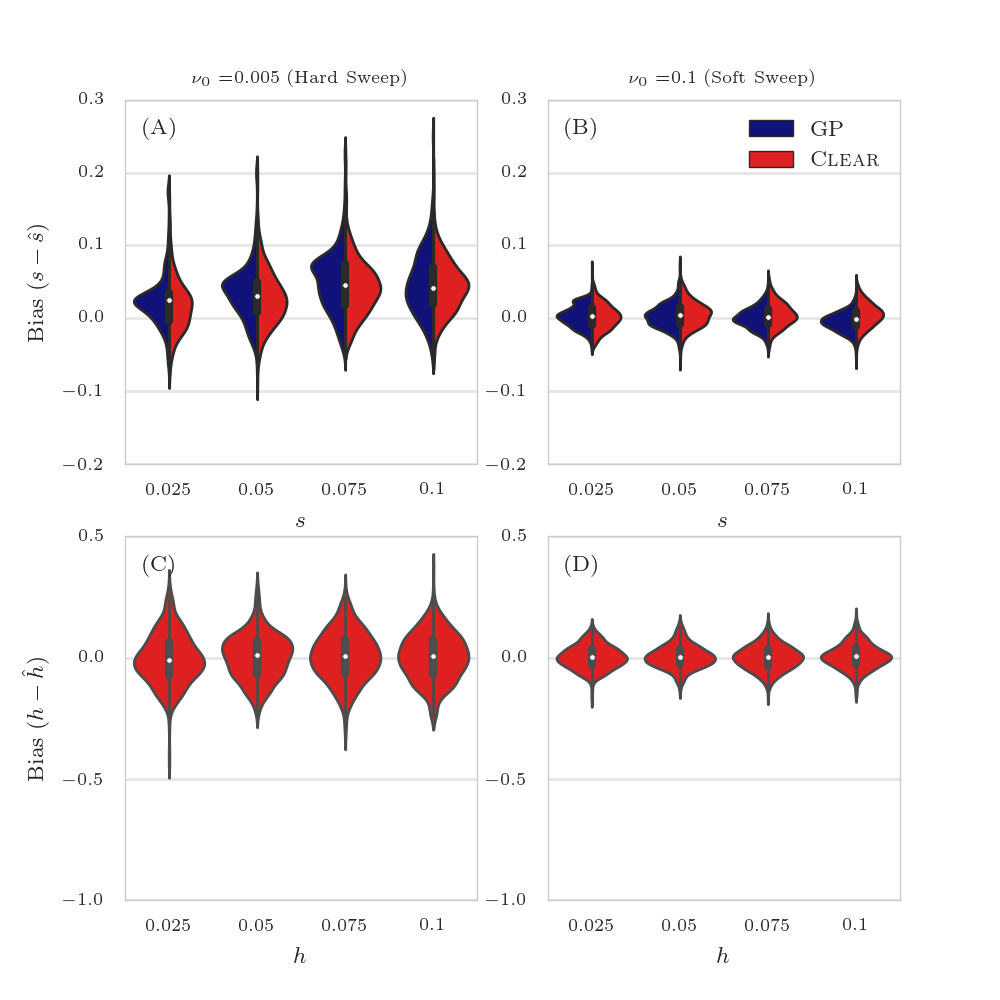 ν₀ =0.005 (Hard Sweep)
ν₀ =0.1 (Soft Sweep)
(A)
0.3
0.2
0.1
0.0
−0.1
−0.2
Bias (s − ŝ)
0.025 0.05 0.075 0.1
s
(B)
GP
CLEAR
0.3
0.2
0.1
0.0
−0.1
−0.2
0.025 0.05 0.075 0.1
s
(C)
0.5
0.0
−0.5
−1.0
Bias (h − ĥ)
0.025 0.05 0.075 0.1
h
(D)
0.5
0.0
−0.5
−1.0
0.025 0.05 0.075 0.1
h